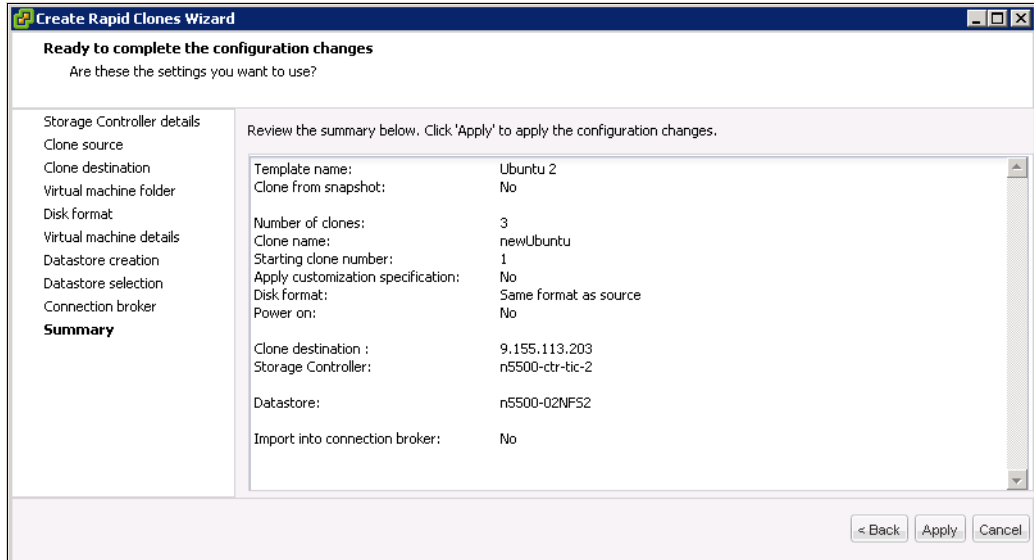 Create Rapid Clones Wizard
Ready to complete the configuration changes
Are these the settings you want to use?
Storage Controller details
Clone source
Clone destination
Virtual machine folder
Disk format
Virtual machine details
Datastore creation
Datastore selection
Connection broker
Summary
Review the summary below. Click 'Apply' to apply the configuration changes.
Template name: Ubuntu 2
Clone from snapshot: No
Number of clones: 3
Clone name: newUbuntu
Starting clone number: 1
Apply customization specification: No
Disk format: Same format as source
Power on: No
Clone destination : 9.155.113.203
Storage Controller: n5500-ctr-tic-2
Datastore: n5500-02NFS2
Import into connection broker: No
< Back Apply Cancel